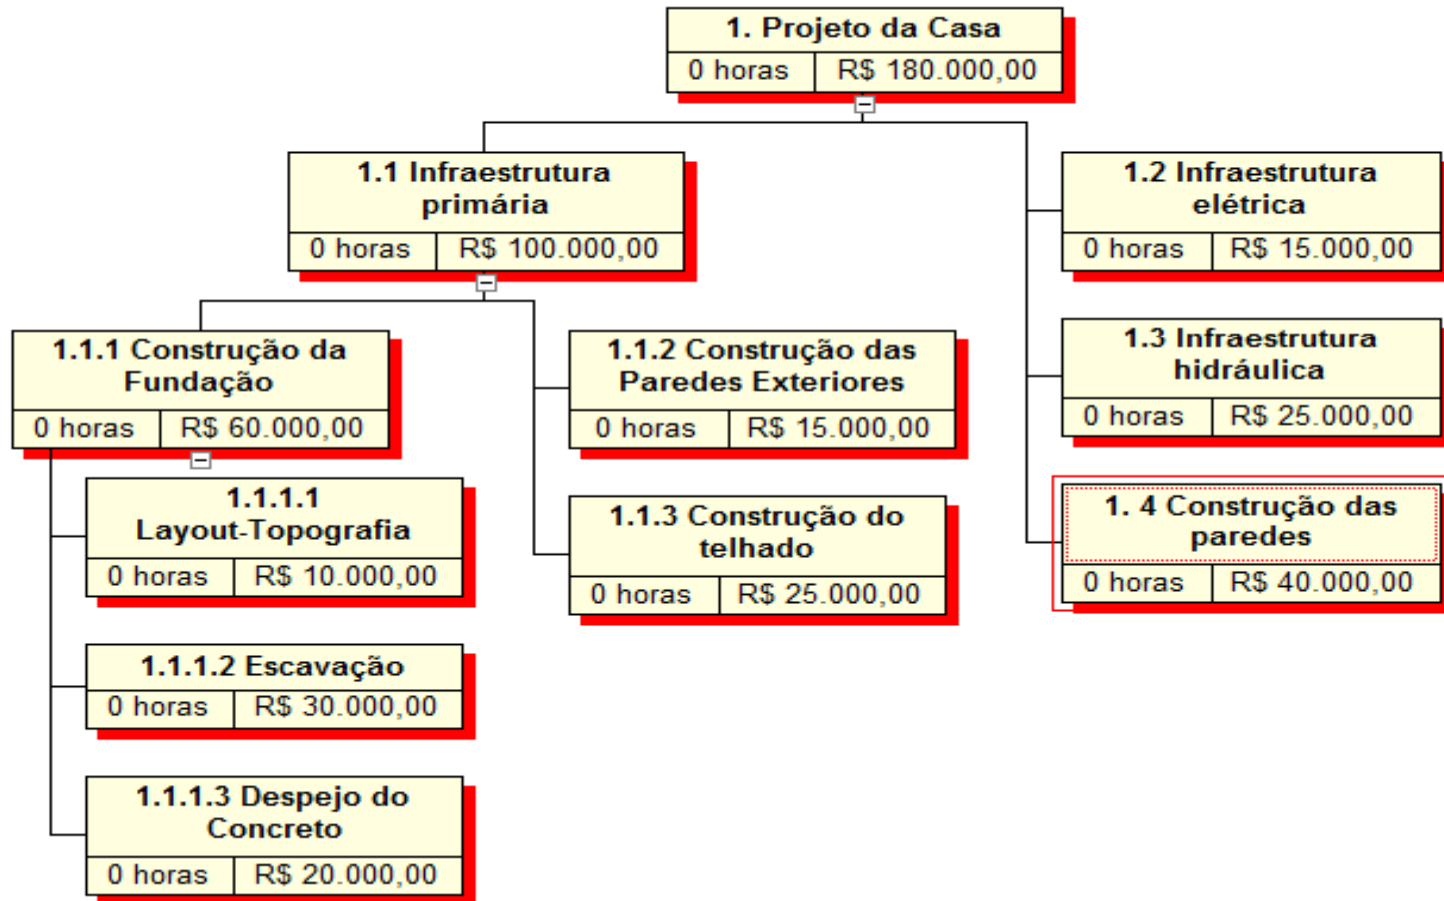 1. Projeto da Casa
0 horas R$ 180.000,00
1.1 Infraestrutura
primária
0 horas R$ 100.000,00
1.2 Infraestrutura
elétrica
0 horas R$ 15.000,00
1.1.1 Construção da
Fundação
0 horas R$ 60.000,00
1.1.2 Construção das
Paredes Exteriores
0 horas R$ 15.000,00
1.3 Infraestrutura
hidráulica
0 horas R$ 25.000,00
1.1.1.1
Layout-Topografia
0 horas R$ 10.000,00
1.1.3 Construção do
telhado
0 horas R$ 25.000,00
1. 4 Construção das
paredes
0 horas R$ 40.000,00
1.1.1.2 Escavação
0 horas R$ 30.000,00
1.1.1.3 Despejo do
Concreto
0 horas R$ 20.000,00